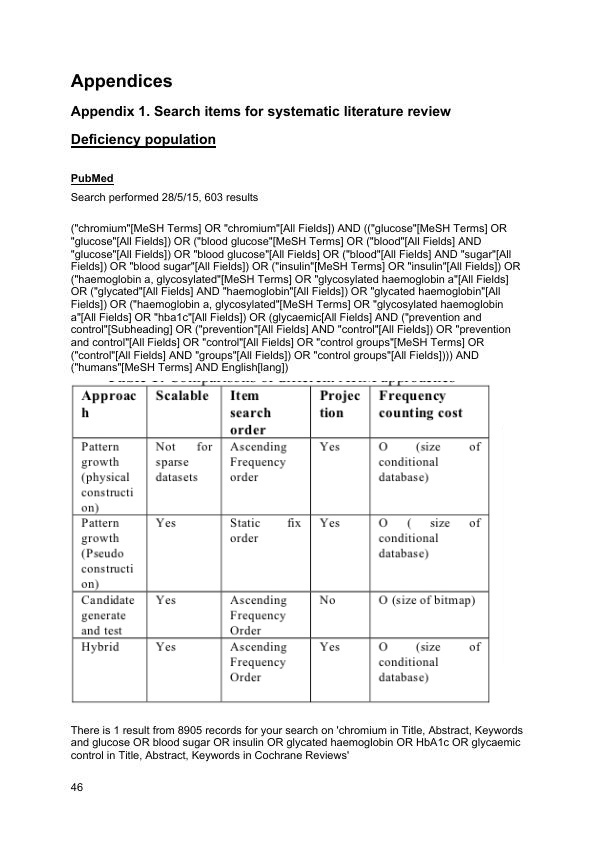 Appendices
Appendix 1. Search items for systematic literature review
Deficiency population
PubMed
Search performed 28/5/15, 603 results
("chromium"[MeSH Terms] OR "chromium"[All Fields]) AND (("glucose"[MeSH Terms] OR
"glucose"[All Fields]) OR ("blood glucose"[MeSH Terms] OR ("blood"[All Fields] AND
"glucose"[All Fields]) OR "blood glucose"[All Fields] OR ("blood"[All Fields] AND "sugar"[All
Fields]) OR "blood sugar"[All Fields]) OR ("insulin"[MeSH Terms] OR "insulin"[All Fields]) OR
("haemoglobin a, glycosylated"[MeSH Terms] OR "glycosylated haemoglobin a"[All Fields]
OR ("glycated"[All Fields] AND "haemoglobin"[All Fields]) OR "glycated haemoglobin"[All
Fields]) OR ("haemoglobin a, glycosylated"[MeSH Terms] OR "glycosylated haemoglobin
a"[All Fields] OR "hba1c"[All Fields]) OR (glycaemic[All Fields] AND ("prevention and
control"[Subheading] OR ("prevention"[All Fields] AND "control"[All Fields]) OR "prevention
and control"[All Fields] OR "control"[All Fields] OR "control groups"[MeSH Terms] OR
("control"[All Fields] AND "groups"[All Fields]) OR "control groups"[All Fields]))) AND
("humans"[MeSH Terms] AND English[lang])
Approac
h
Scalable
Item
search
order
Projec
tion
Frequency
counting cost
Pattern
growth
(physical
constructi
on)
Not for
sparse
datasets
Ascending
Frequency
order
Yes
O (size of
conditional
database)
Pattern
growth
(Pseudo
constructi
on)
Yes
Static fix
order
Yes
O ( size of
conditional
database)
Candidate
generate
and test
Yes
Ascending
Frequency
Order
No
O (size of bitmap)
Hybrid
Yes
Ascending
Frequency
Order
Yes
O (size of
conditional
database)
There is 1 result from 8905 records for your search on 'chromium in Title, Abstract, Keywords
and glucose OR blood sugar OR insulin OR glycated haemoglobin OR HbA1c OR glycaemic
control in Title, Abstract, Keywords in Cochrane Reviews'
46